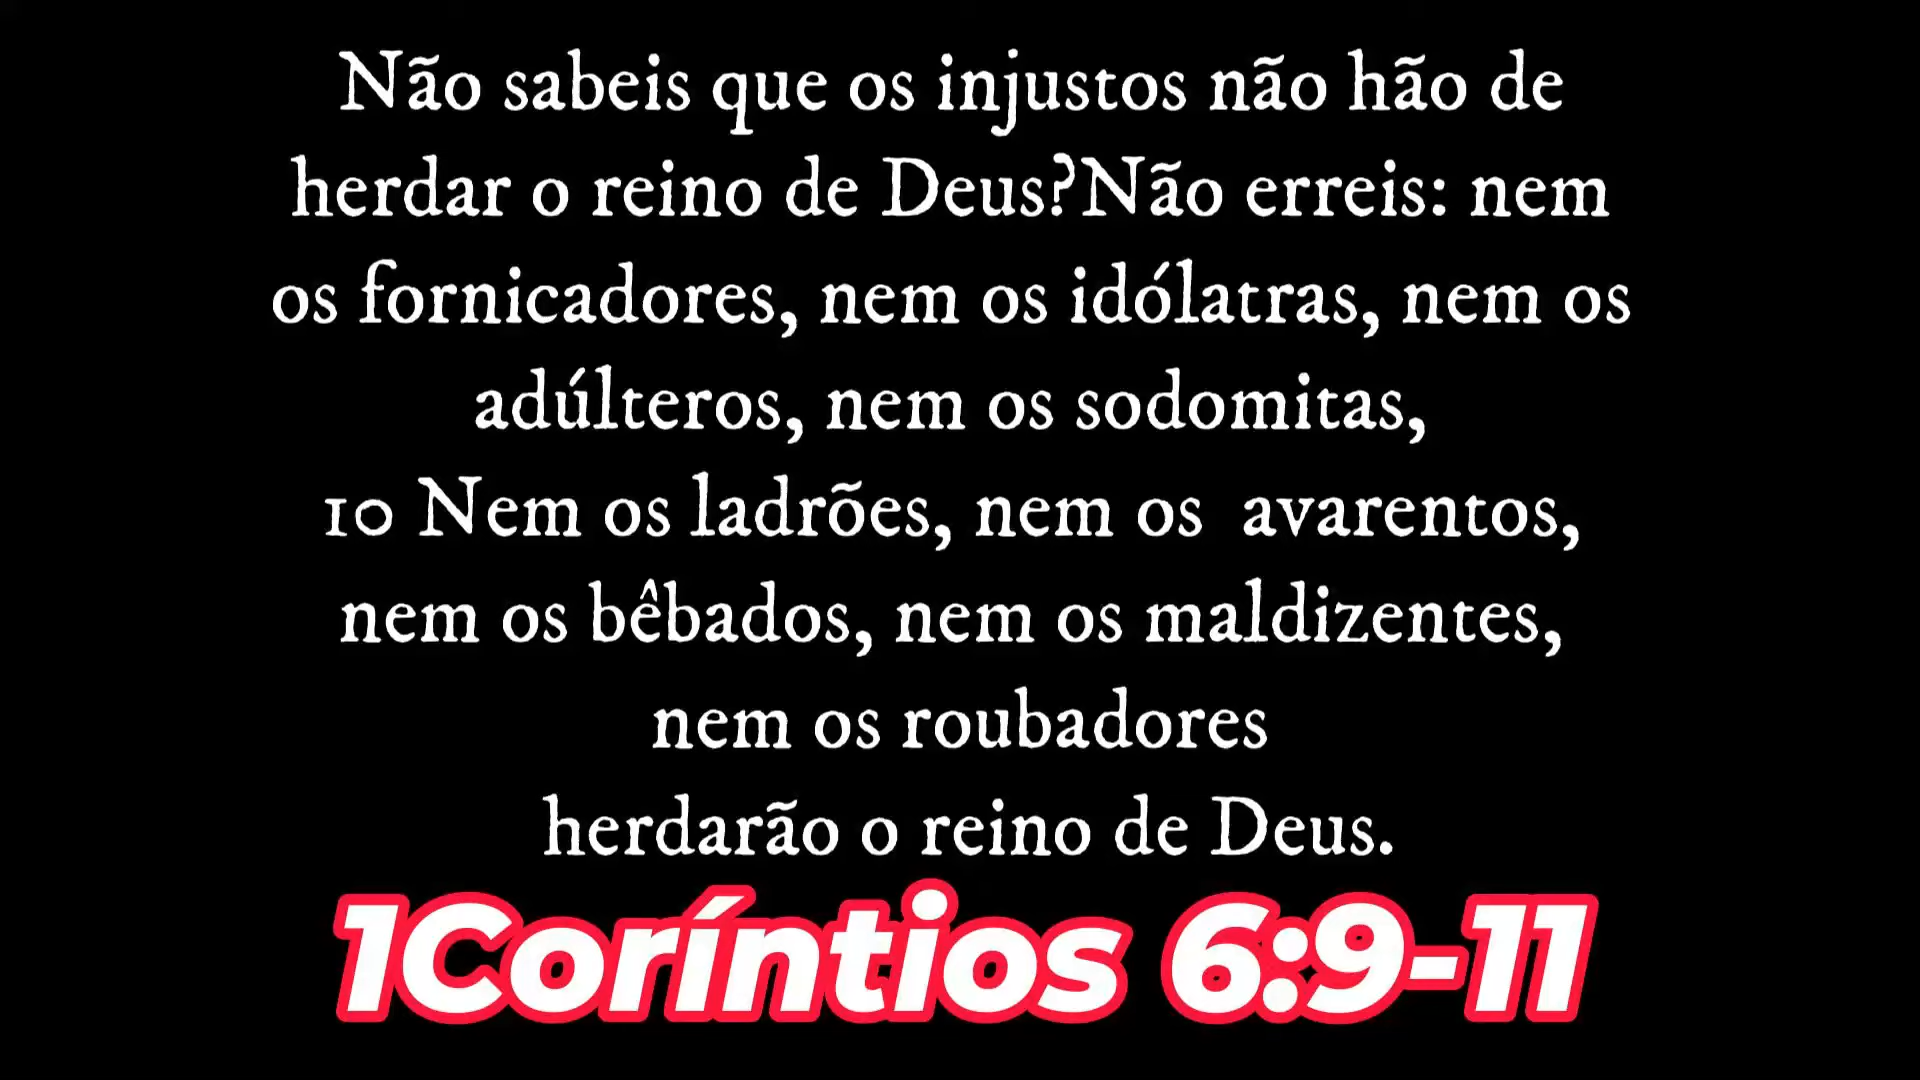 Não sabeis que os injustos não hão de
herdar o reino de Deus?Não erreis: nem
os fornicadores, nem os idólatras, nem os
adúlteros, nem os sodomitas,
10 Nem os ladrões, nem os  avarentos,
nem os bêbados, nem os maldizentes,
nem os roubadores
herdarão o reino de Deus.
1Coríntios 6:9-11